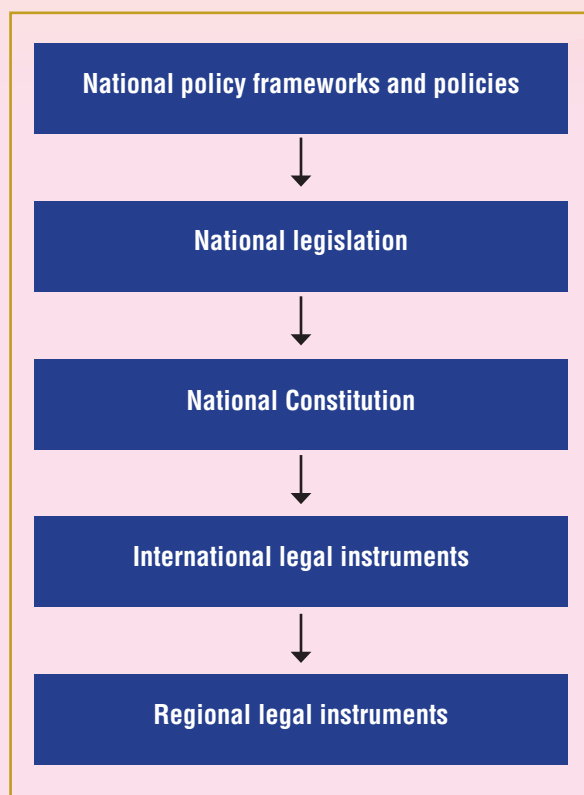 National policy frameworks and policies
National legislation
National Constitution
International legal instruments
Regional legal instruments